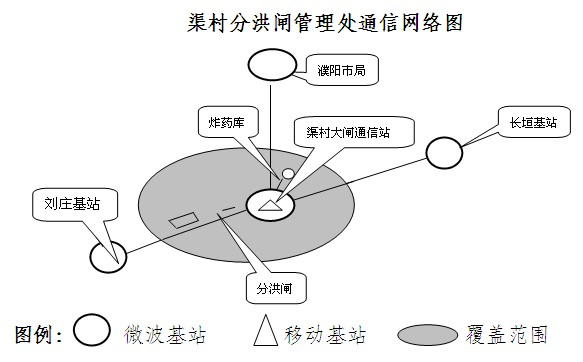 渠村分洪闸管理处通信网络图
濮阳市局
炸药库
渠村大闸通信站
长垣基站
刘庄基站
分洪闸
图例：
微波基站
移动基站
覆盖范围